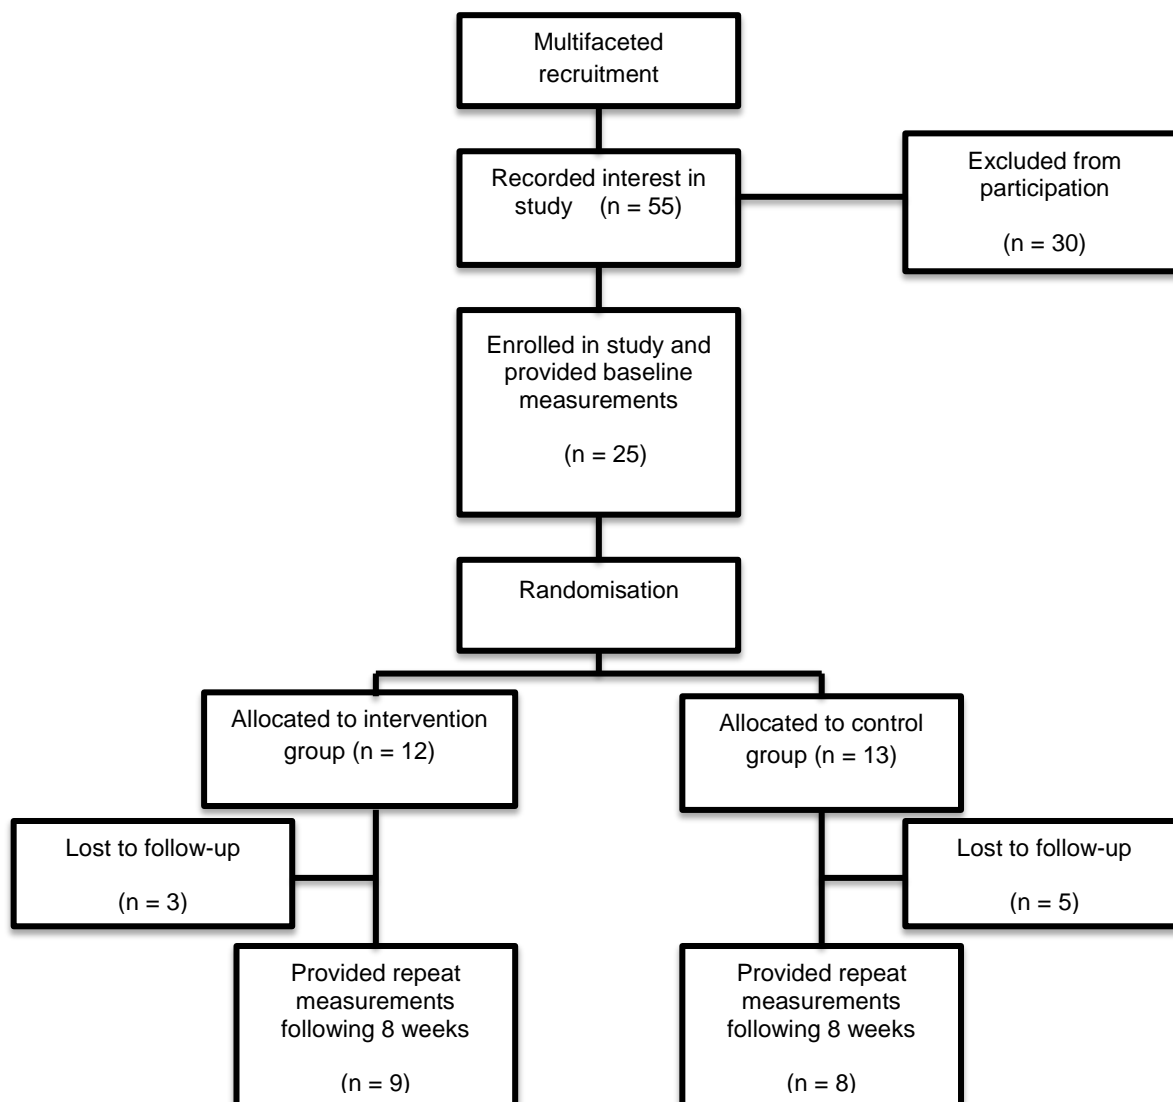 Multifaceted
recruitment
Recorded interest in
study (n = 55)
Excluded from
participation
(n = 30)
Enrolled in study and
provided baseline
measurements
(n = 25)
Randomisation
Allocated to intervention
group (n = 12)
Allocated to control
group (n = 13)
Lost to follow-up
(n = 3)
Lost to follow-up
(n = 5)
Provided repeat
measurements
following 8 weeks
(n = 9)
Provided repeat
measurements
following 8 weeks
(n = 8)